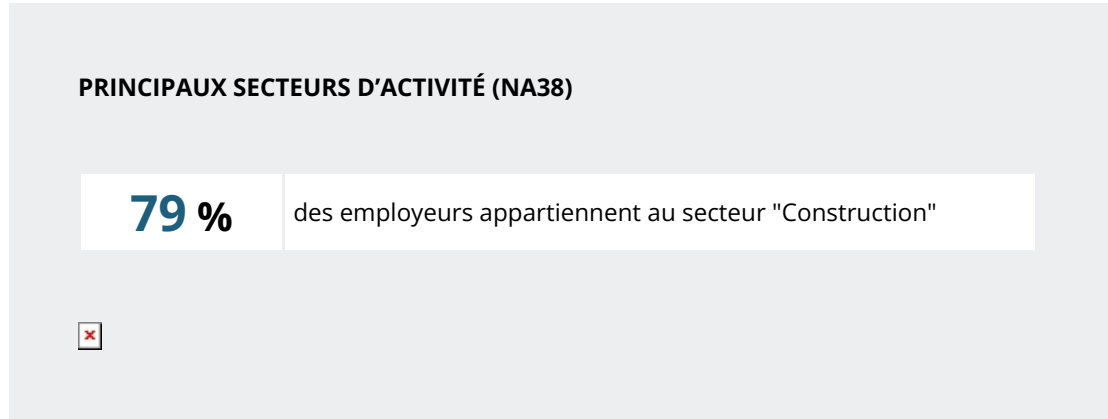 PRINCIPAUX SECTEURS D’ACTIVITÉ (NA38)
79 %
des employeurs appartiennent au secteur "Construction"